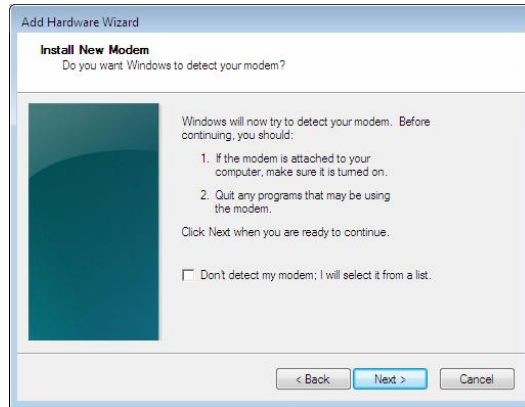 Add Hardware Wizard
Install New Modem
Do you want Windows to detect your modem?
Windows will now try to detect your modem. Before
continuing, you should:
1. If the modem is attached to your
computer, make sure it is turned on.
2. Quit any programs that may be using
the modem.
Click Next when you are ready to continue.
Don't detect my modem; I will select it from a list.
< Back Next > Cancel